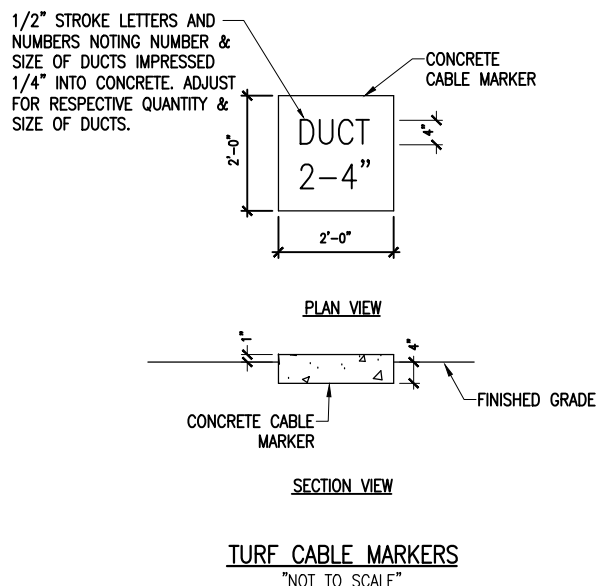 1/2" STROKE LETTERS AND
NUMBERS NOTING NUMBER &
SIZE OF DUCTS IMPRESSED
1/4" INTO CONCRETE. ADJUST
FOR RESPECTIVE QUANTITY &
SIZE OF DUCTS.
CONCRETE
CABLE MARKER
DUCT
2-4"
4"
2'-0"
2'-0"
PLAN VIEW
1"
4"
FINISHED GRADE
CONCRETE CABLE
MARKER
SECTION VIEW
TURF CABLE MARKERS
"NOT TO SCALE"